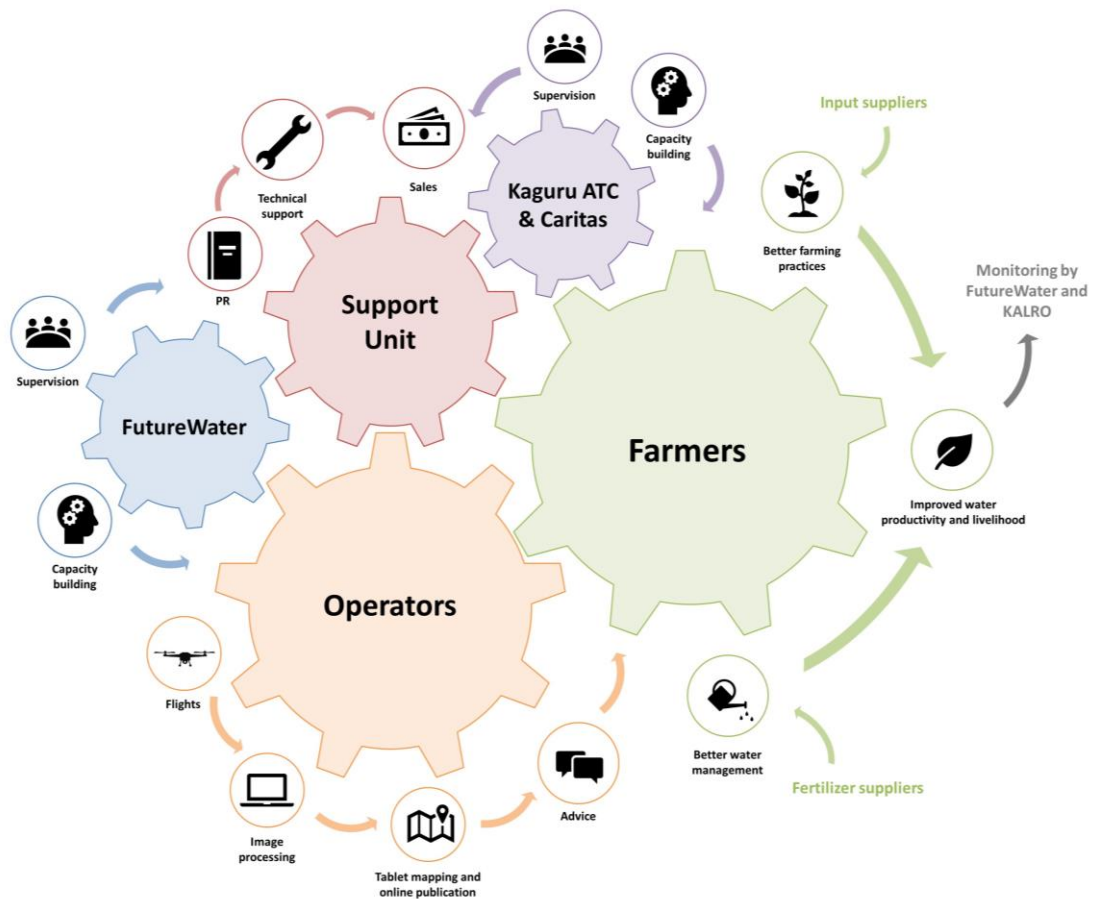 Supervision
Capacity
building
Input suppliers
Sales
Technical
support
Kaguru ATC
& Caritas
Better farming
practices
PR
Monitoring by
FutureWater and
KALRO
Support
Unit
Supervision
FutureWater
Farmers
Improved water
productivity and livelihood
Capacity
building
Operators
Flights
Better water
management
Fertilizer suppliers
Advice
Image
processing
Tablet mapping and
online publication